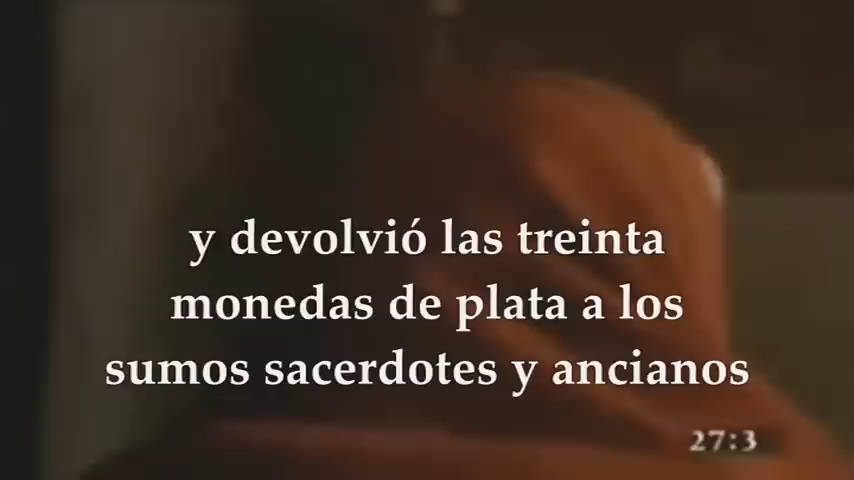 y devolvió las treinta
monedas de plata a los
sumos sacerdotes y ancianos
27:3